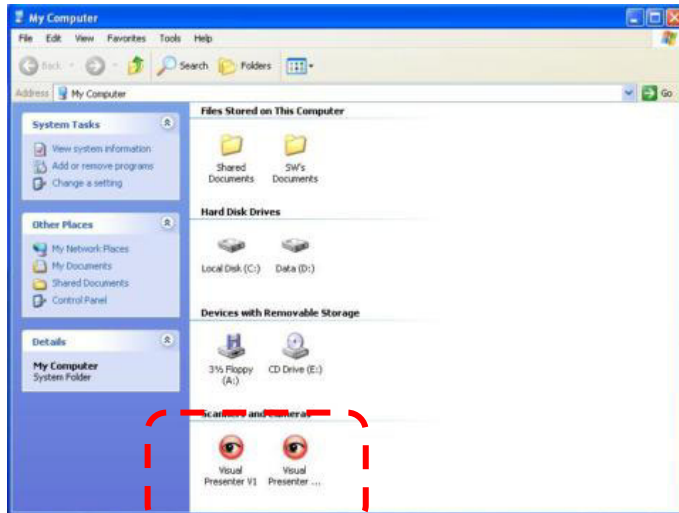 My Computer
File Edit View Favorites Tools Help
Back Search Folders
Address My Computer Go
System Tasks
View system information
Add or remove programs
Change a setting
Other Places
My Network Places
My Documents
Shared Documents
Control Panel
Details
My Computer
System Folder
Files Stored on This Computer
Shared Documents
SW's Documents
Hard Disk Drives
Local Disk (C:) Data (D:)
Devices with Removable Storage
3½ Floppy (A:)
CD Drive (E:)
Scanners and Cameras
Visual Presenter V1
Visual Presenter ...